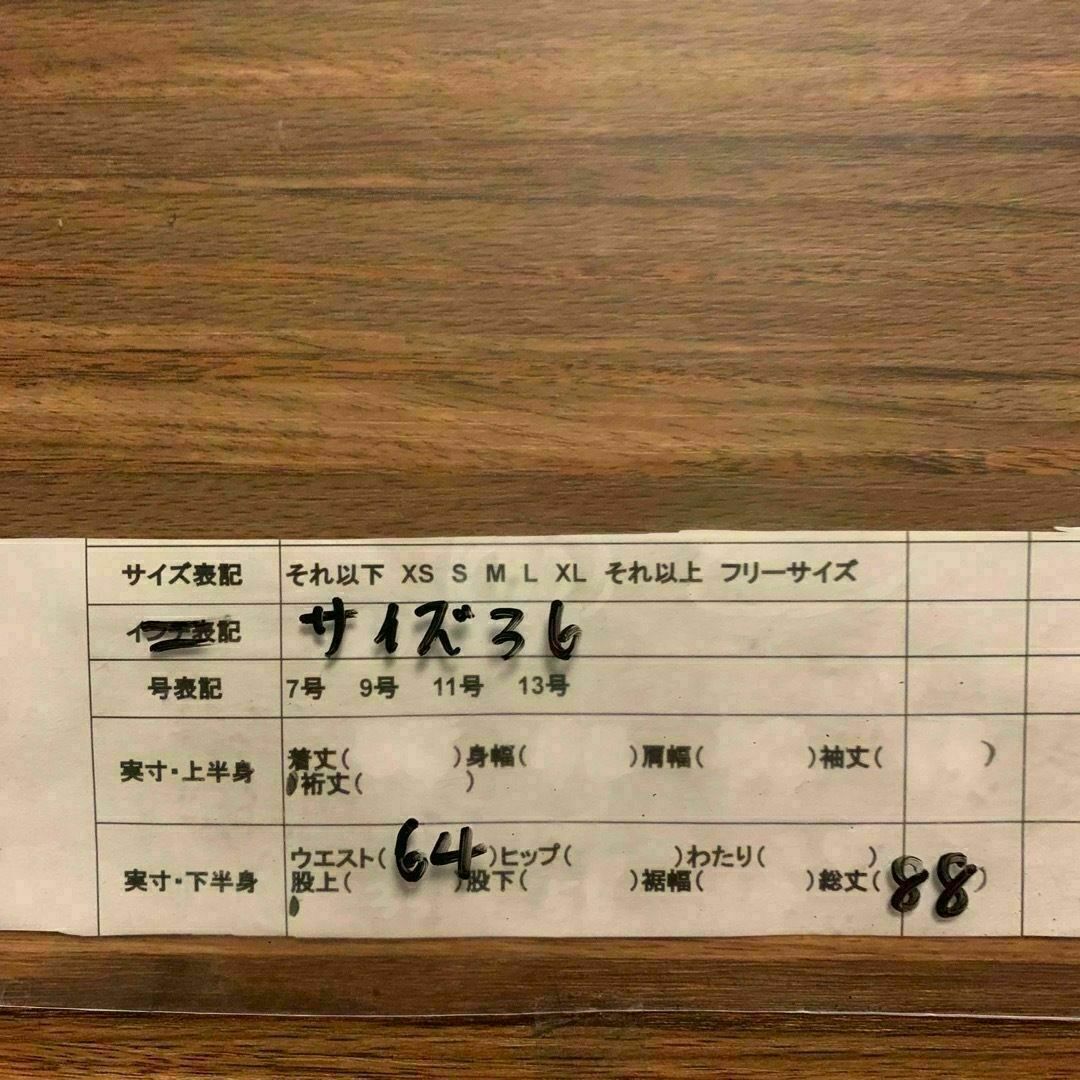 サイズ表記 それ以下 XS S M L XL それ以上 フリーサイズ
表記 サイズ36
号表記 7号 9号 11号 13号
実寸・上半身 着丈( )身幅( )肩幅( )袖丈( )
裄丈( )
実寸・下半身 ウエスト(64)ヒップ( )わたり( )
股上( )股下( )裾幅( )総丈(88)